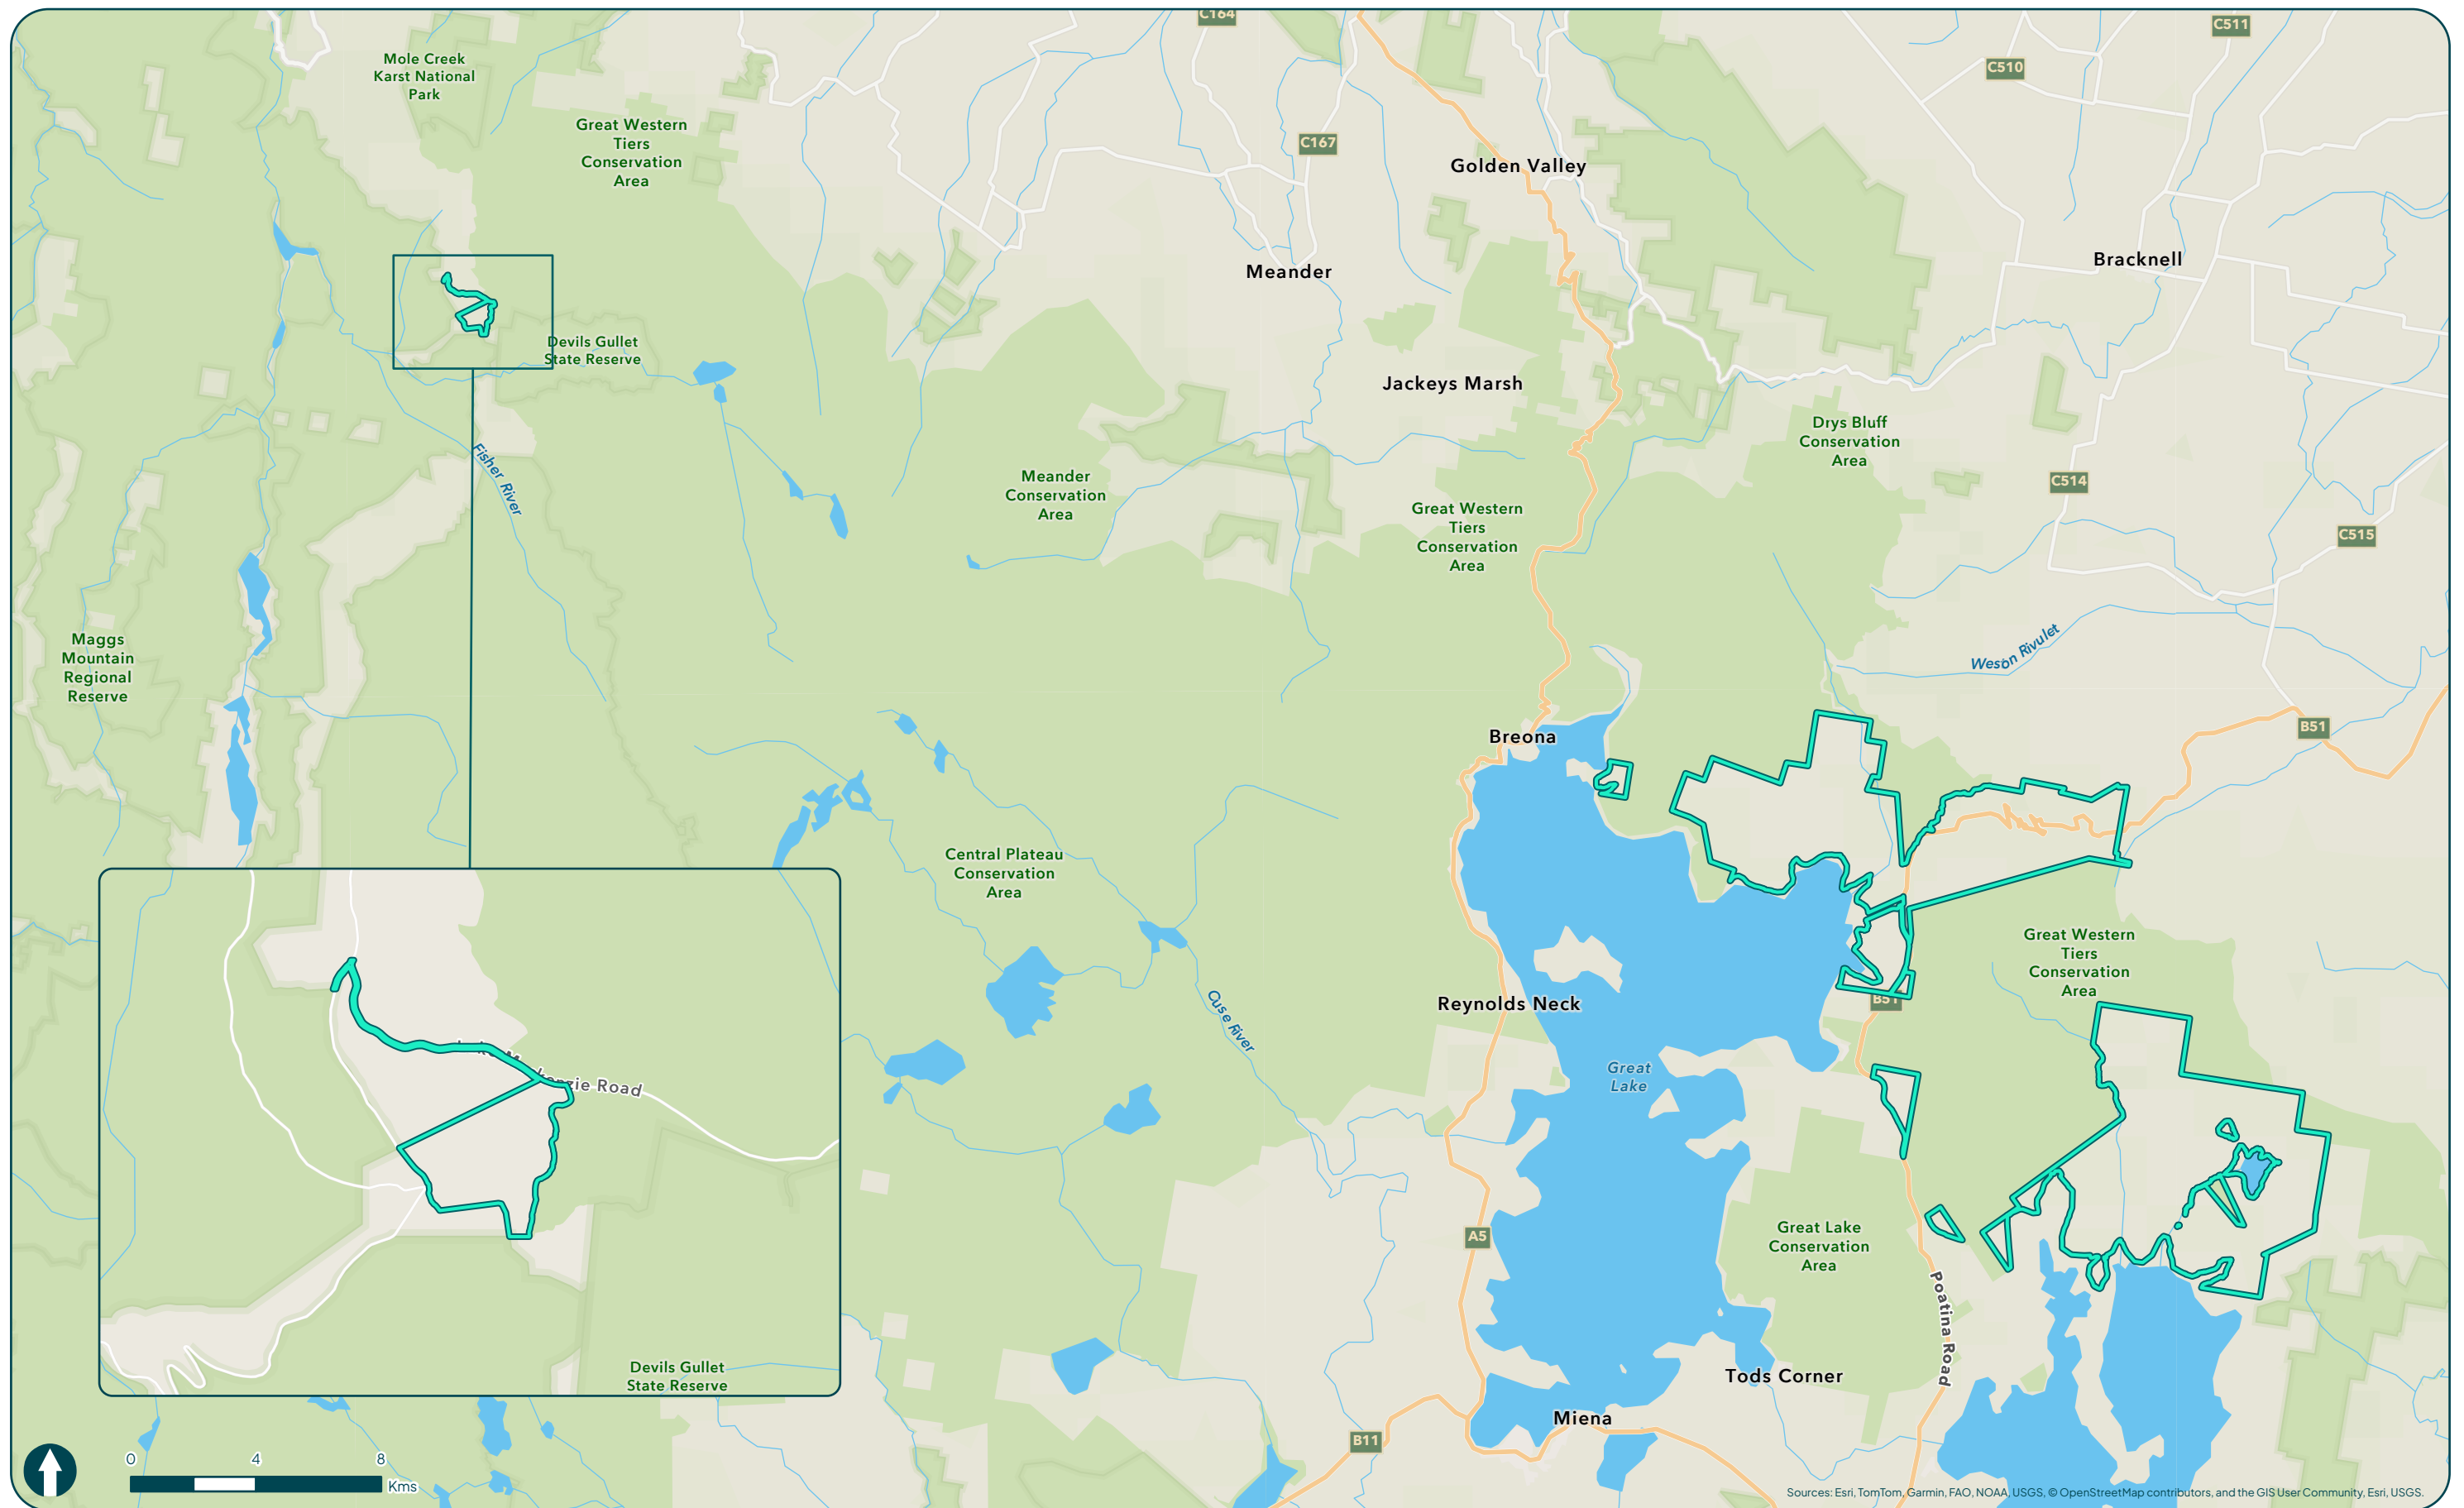 C164
C511
Mole Creek
Karst National
Park
C510
Great Western
Tiers
Conservation
Area
C167
Golden Valley
Bracknell
Meander
Devils Gullet
State Reserve
Jackeys Marsh
Drys Bluff
Conservation
Area
Fisher River
Meander
Conservation
Area
C514
Great Western
Tiers
Conservation
Area
C515
Maggs
Mountain
Regional
Reserve
Weston Rivulet
B51
Breona
Central Plateau
Conservation
Area
Great Western
Tiers
Conservation
Area
Reynolds Neck
B51
Ouse River
Great
Lake
Road
A5
Great Lake
Conservation
Area
Poatina Road
Devils Gullet
State Reserve
Tods Corner
Miena
B11
0 4 8
Kms
Sources: Esri, TomTom, Garmin, FAO, NOAA, USGS, © OpenStreetMap contributors, and the GIS User Community, Esri, USGS.